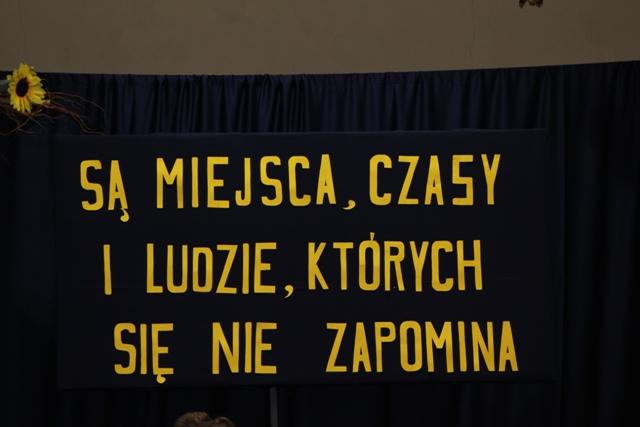 SĄ MIEJSCA, CZASY
I LUDZIE, KTÓRYCH
SIĘ NIE ZAPOMINA